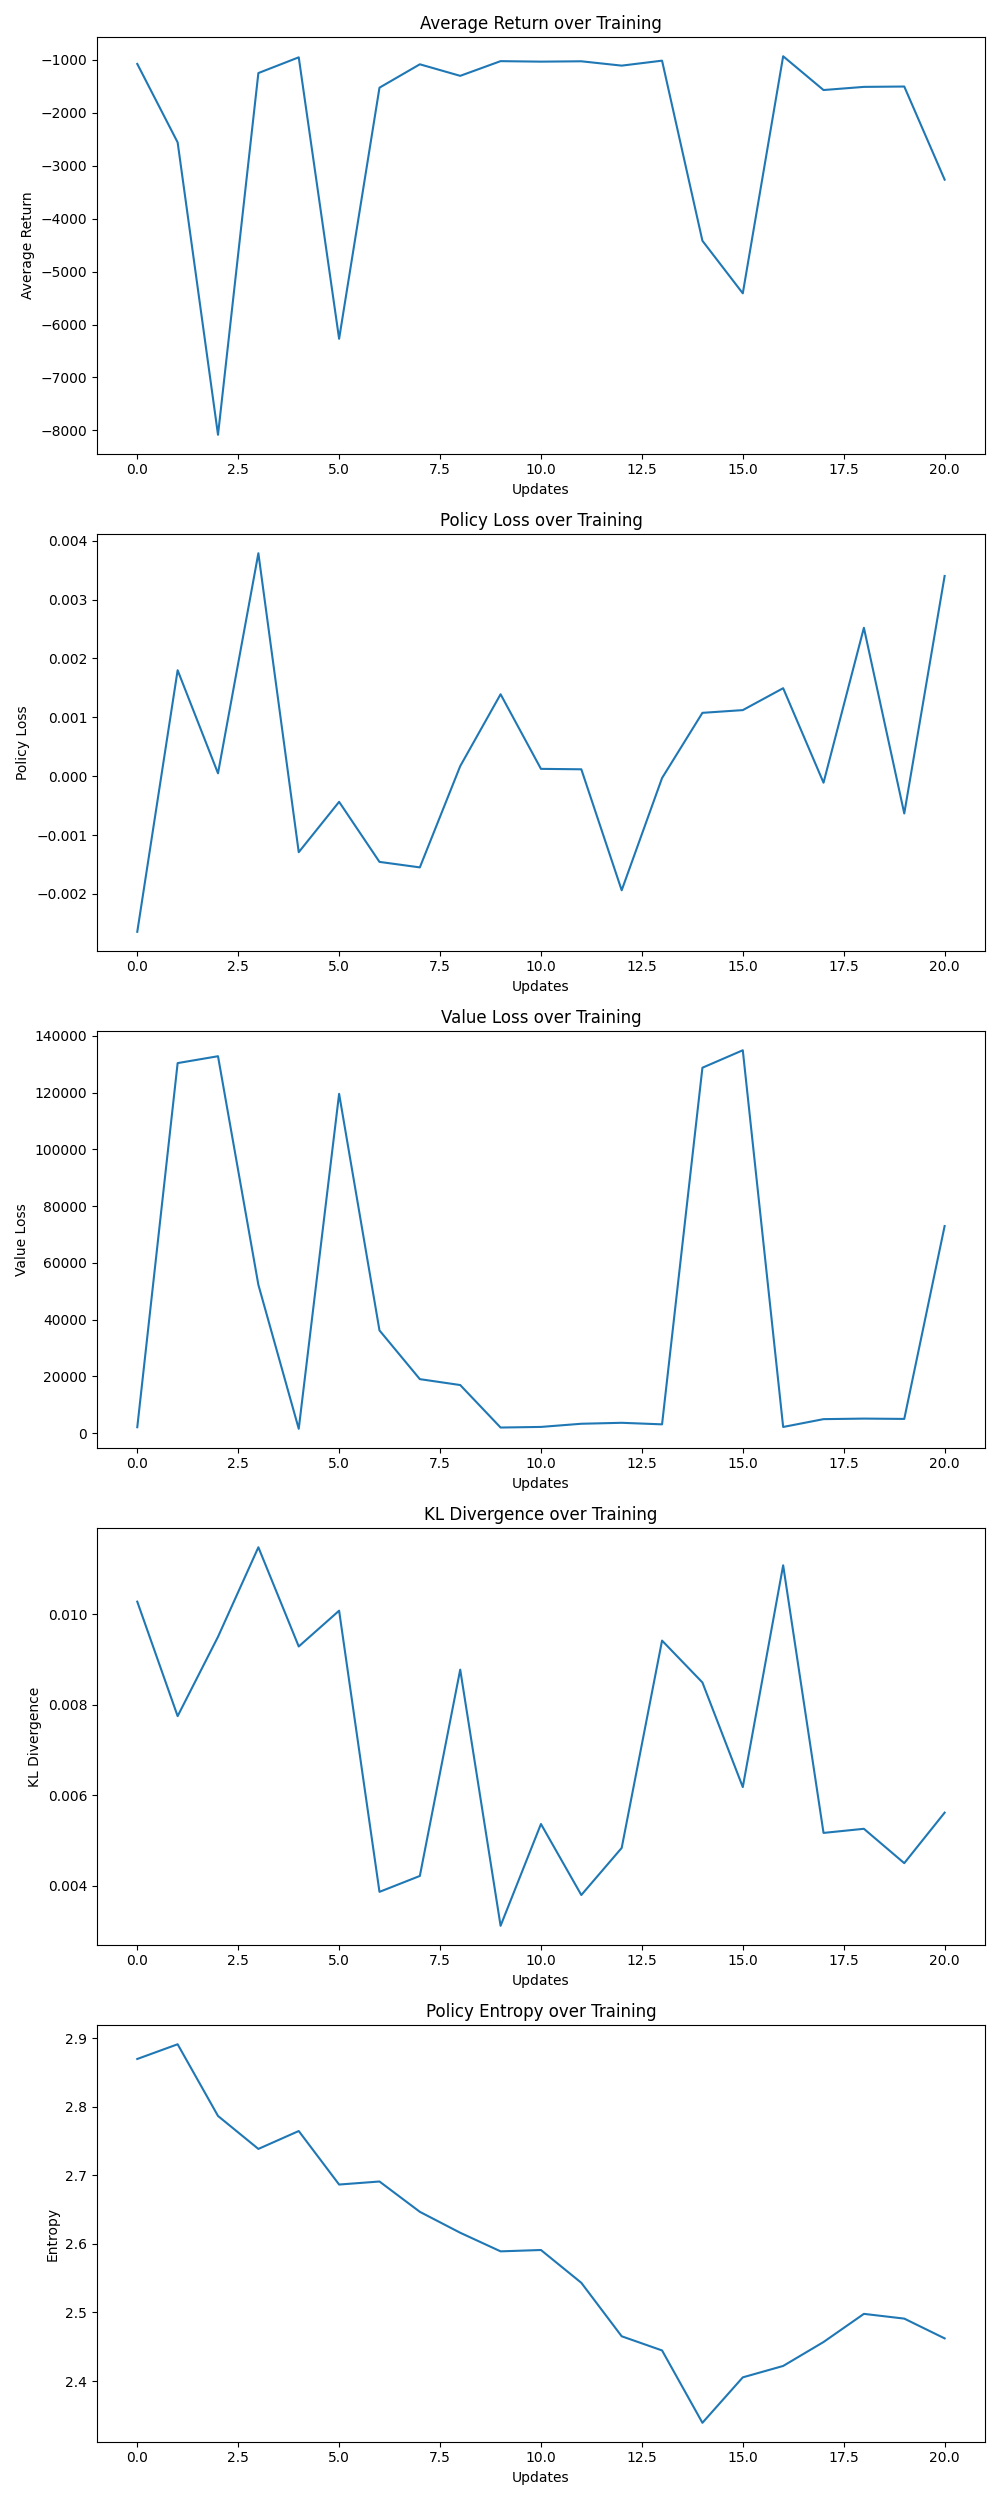 Average Return over Training
−1000
−2000
−3000
−4000
−5000
−6000
−7000
−8000
Average Return
0.0 2.5 5.0 7.5 10.0 12.5 15.0 17.5 20.0
Updates
Policy Loss over Training
0.004
0.003
0.002
0.001
0.000
−0.001
−0.002
Policy Loss
0.0 2.5 5.0 7.5 10.0 12.5 15.0 17.5 20.0
Updates
Value Loss over Training
140000
120000
100000
80000
60000
40000
20000
0
Value Loss
0.0 2.5 5.0 7.5 10.0 12.5 15.0 17.5 20.0
Updates
KL Divergence over Training
0.010
0.008
0.006
0.004
KL Divergence
0.0 2.5 5.0 7.5 10.0 12.5 15.0 17.5 20.0
Updates
Policy Entropy over Training
2.9
2.8
2.7
2.6
2.5
2.4
Entropy
0.0 2.5 5.0 7.5 10.0 12.5 15.0 17.5 20.0
Updates